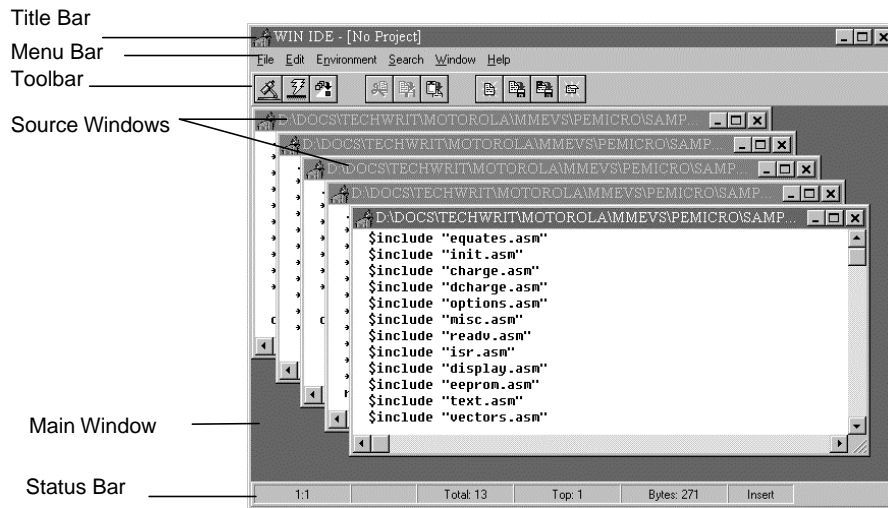 Title Bar
WIN IDE - [No Project]
Menu Bar
File Edit Environment Search Window Help
Toolbar
Source Windows
:\DOCS\TECHWRIT\MOTOROLA\MMEVS\PEMICRO\SAMP...
D:\DOCS\TECHWRIT\MOTOROLA\MMEVS\PEMICRO\SAMP...
D:\DOCS\TECHWRIT\MOTOROLA\MMEVS\PEMICRO\SAMP...
D:\DOCS\TECHWRIT\MOTOROLA\MMEVS\PEMICRO\SAMP...
D:\DOCS\TECHWRIT\MOTOROLA\MMEVS\PEMICRO\SAMP...
$include "equates.asm"
$include "init.asm"
$include "charge.asm"
$include "dcharge.asm"
$include "options.asm"
$include "misc.asm"
$include "readv.asm"
$include "isr.asm"
$include "display.asm"
$include "eeprom.asm"
$include "text.asm"
$include "vectors.asm"
Main Window
Status Bar
1:1 Total: 13 Top: 1 Bytes: 271 Insert